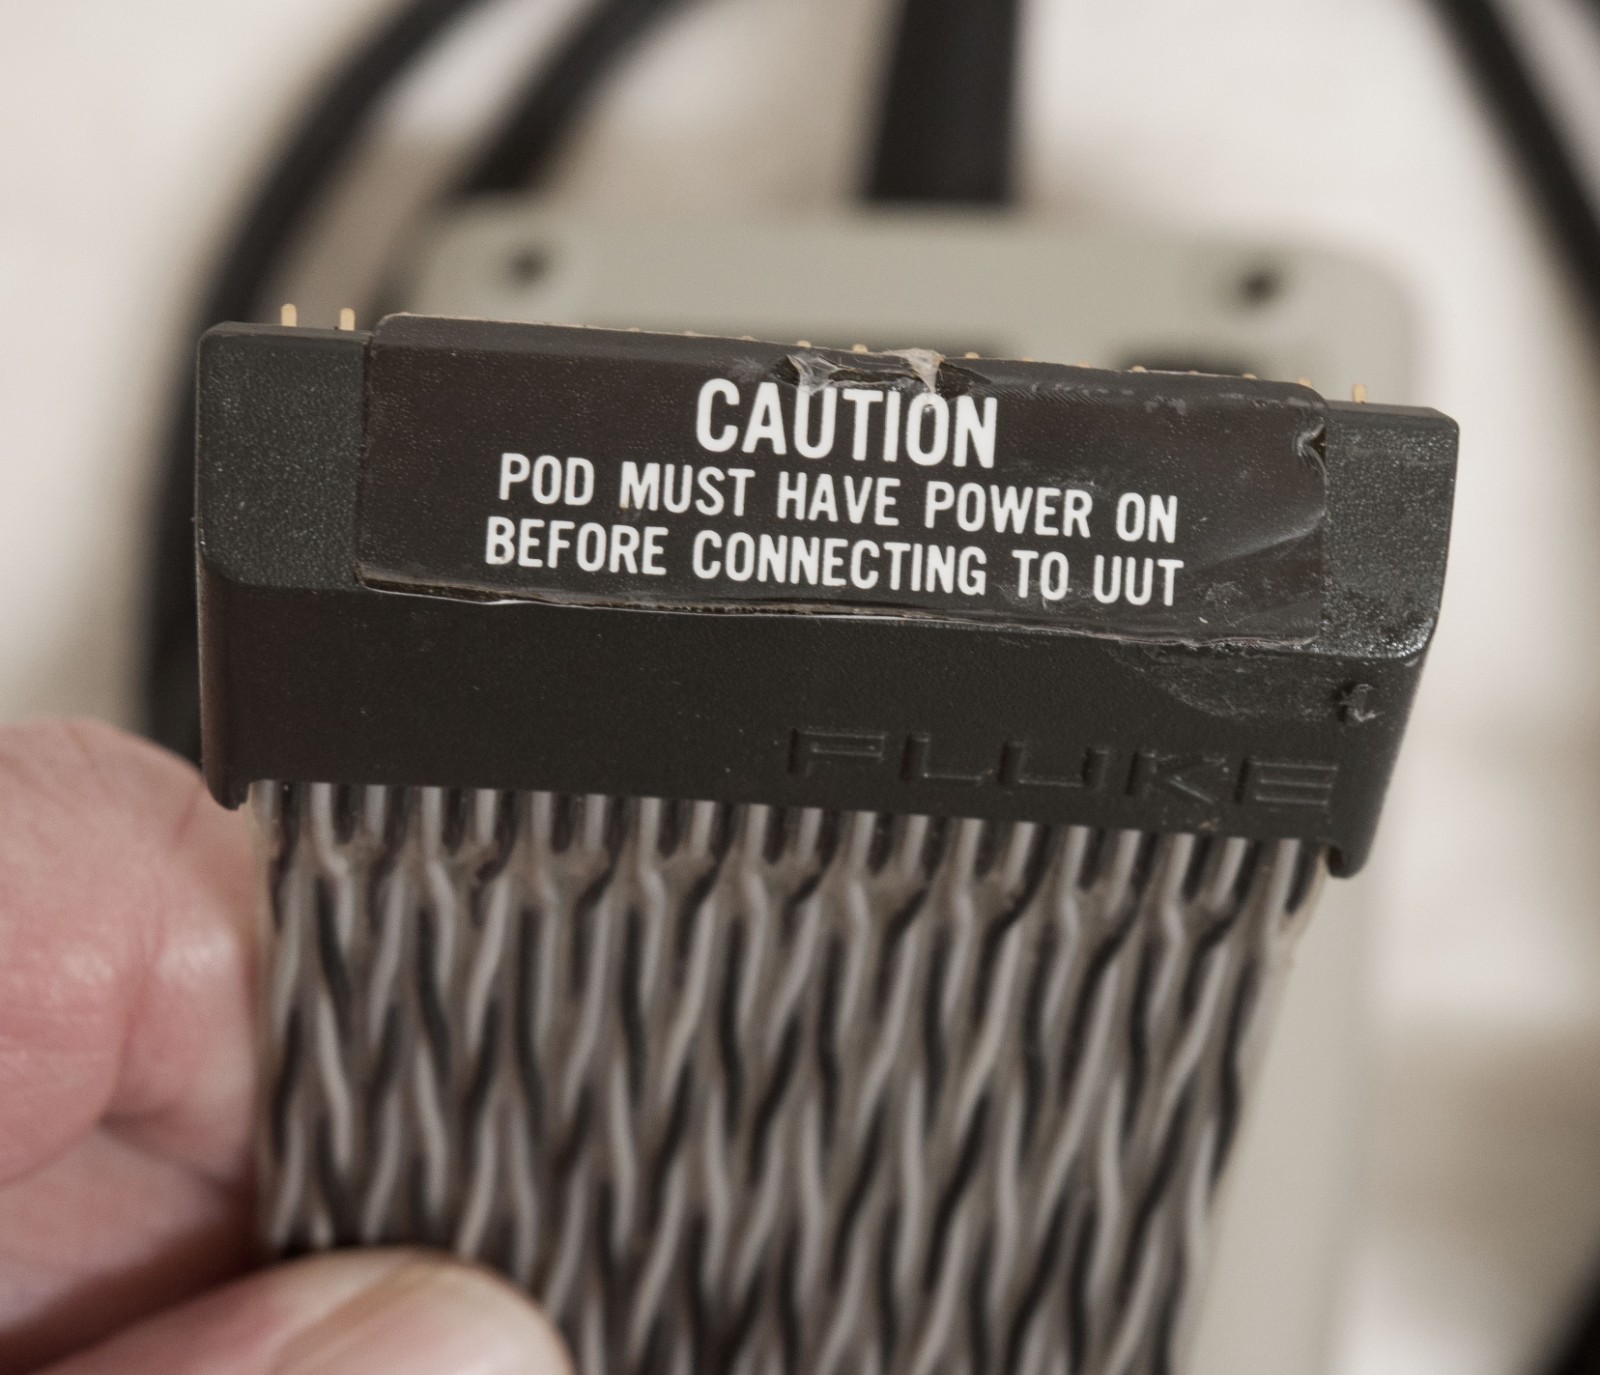 CAUTION
POD MUST HAVE POWER ON
BEFORE CONNECTING TO UUT
FLUKE